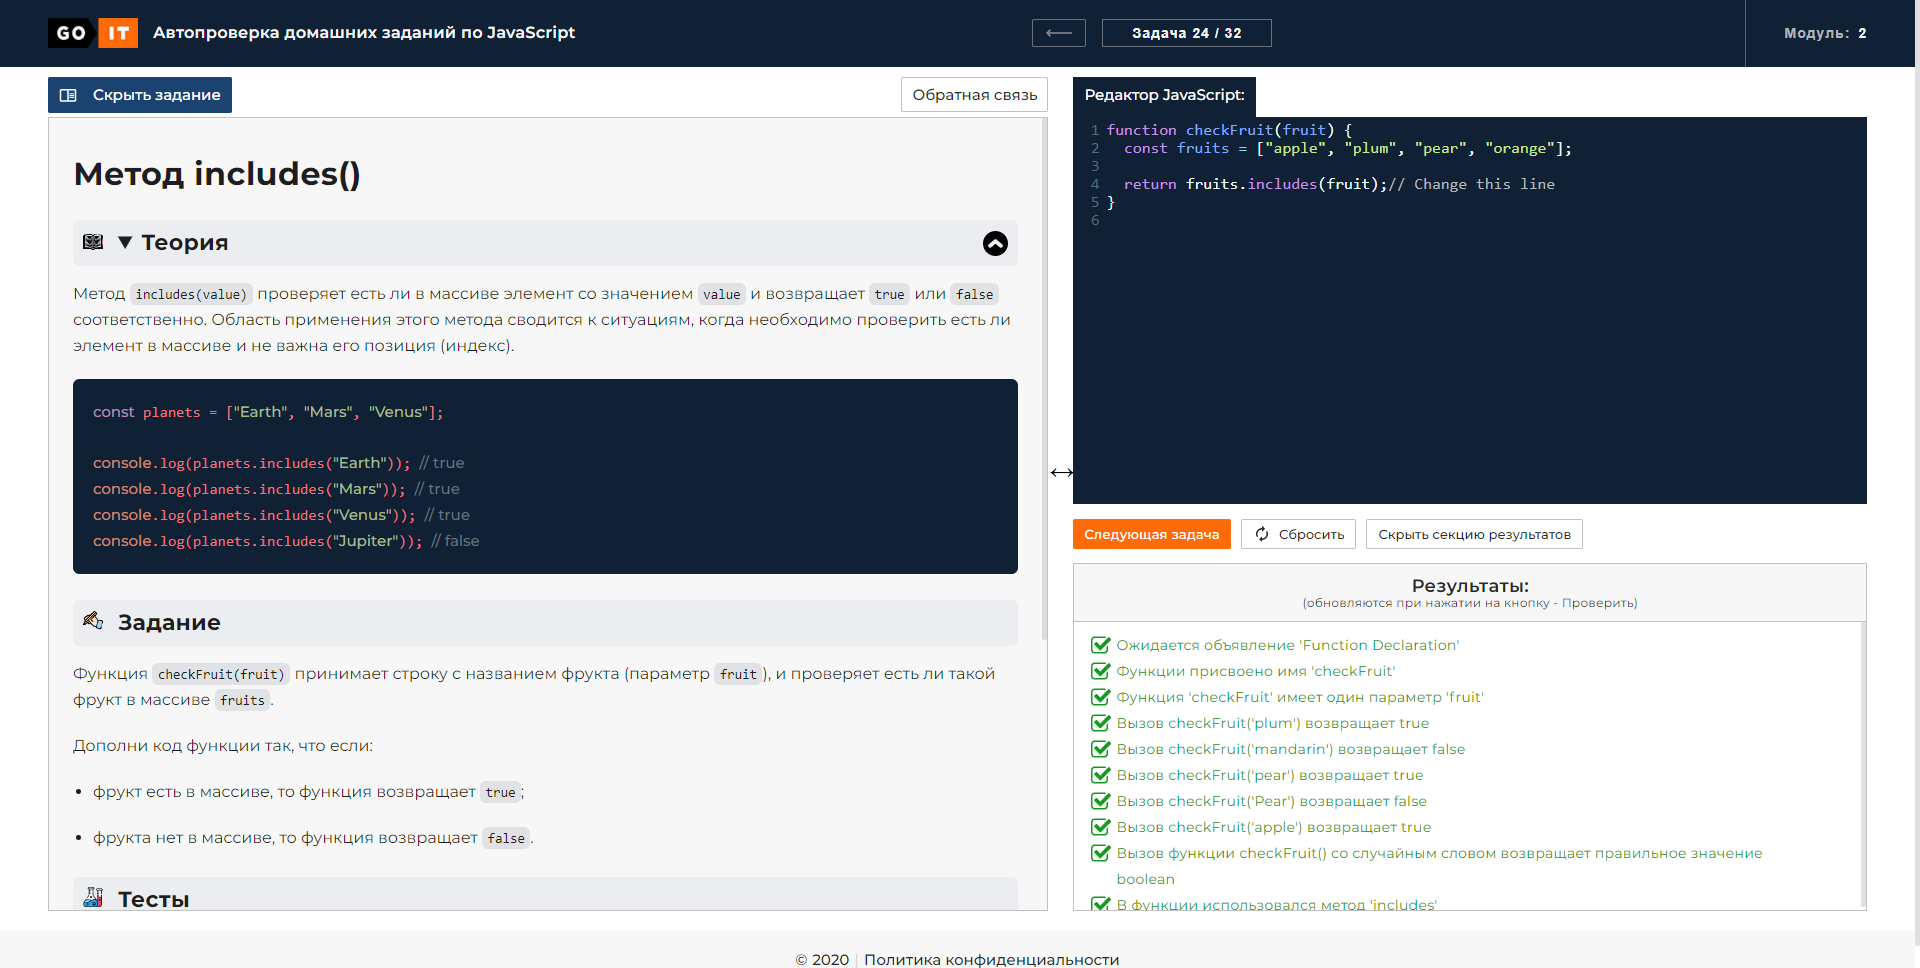 GO IT
Автопроверка домашних заданий по JavaScript
Задача 24 / 32
Модуль: 2
Скрыть задание
Обратная связь
Метод includes()
Теория
Метод includes(value) проверяет есть ли в массиве элемент со значением value и возвращает true или false
соответственно. Область применения этого метода сводится к ситуациям, когда необходимо проверить есть ли
элемент в массиве и не важна его позиция (индекс).
const planets = ["Earth", "Mars", "Venus"];
console.log(planets.includes("Earth")); // true
console.log(planets.includes("Mars")); // true
console.log(planets.includes("Venus")); // true
console.log(planets.includes("Jupiter")); // false
Задание
Функция checkFruit(fruit) принимает строку с названием фрукта (параметр fruit), и проверяет есть ли такой
фрукт в массиве fruits.
Дополни код функции так, что если:
• фрукт есть в массиве, то функция возвращает true;
• фрукта нет в массиве, то функция возвращает false.
Тесты
Редактор JavaScript:
1 function checkFruit(fruit) {
2 const fruits = ["apple", "plum", "pear", "orange"];
3
4 return fruits.includes(fruit);// Change this line
5 }
6
Следующая задача
Сбросить
Скрыть секцию результатов
Результаты:
(обновляются при нажатии на кнопку - Проверить)
Ожидается объявление 'Function Declaration'
Функции присвоено имя 'checkFruit'
Функция 'checkFruit' имеет один параметр 'fruit'
Вызов checkFruit('plum') возвращает true
Вызов checkFruit('mandarin') возвращает false
Вызов checkFruit('pear') возвращает true
Вызов checkFruit('Pear') возвращает false
Вызов checkFruit('apple') возвращает true
Вызов функции checkFruit() со случайным словом возвращает правильное значение
boolean
В функции использовался метод 'includes'
© 2020 | Политика конфиденциальности